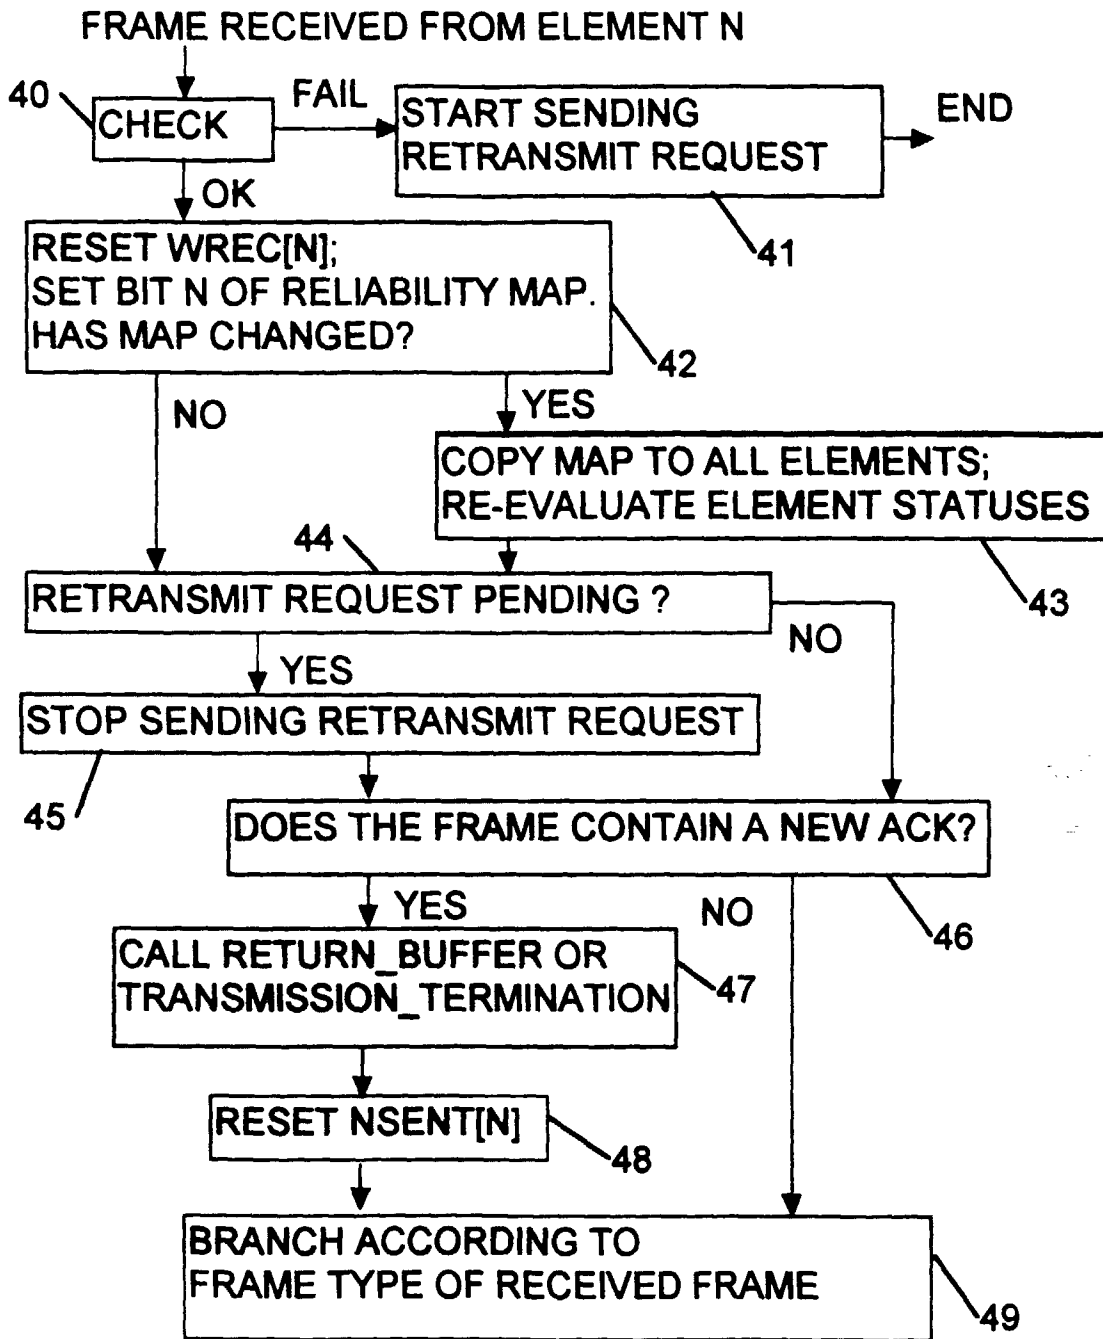 FRAME RECEIVED FROM ELEMENT N
40
CHECK
FAIL
START SENDING
RETRANSMIT REQUEST
END
41
OK
RESET WREC[N];
SET BIT N OF RELIABILITY MAP.
HAS MAP CHANGED?
42
NO
YES
COPY MAP TO ALL ELEMENTS;
RE-EVALUATE ELEMENT STATUSES
43
44
RETRANSMIT REQUEST PENDING ?
NO
YES
STOP SENDING RETRANSMIT REQUEST
45
DOES THE FRAME CONTAIN A NEW ACK?
46
YES
NO
CALL RETURN_BUFFER OR
TRANSMISSION_TERMINATION
47
RESET NSENT[N]
48
BRANCH ACCORDING TO
FRAME TYPE OF RECEIVED FRAME
49